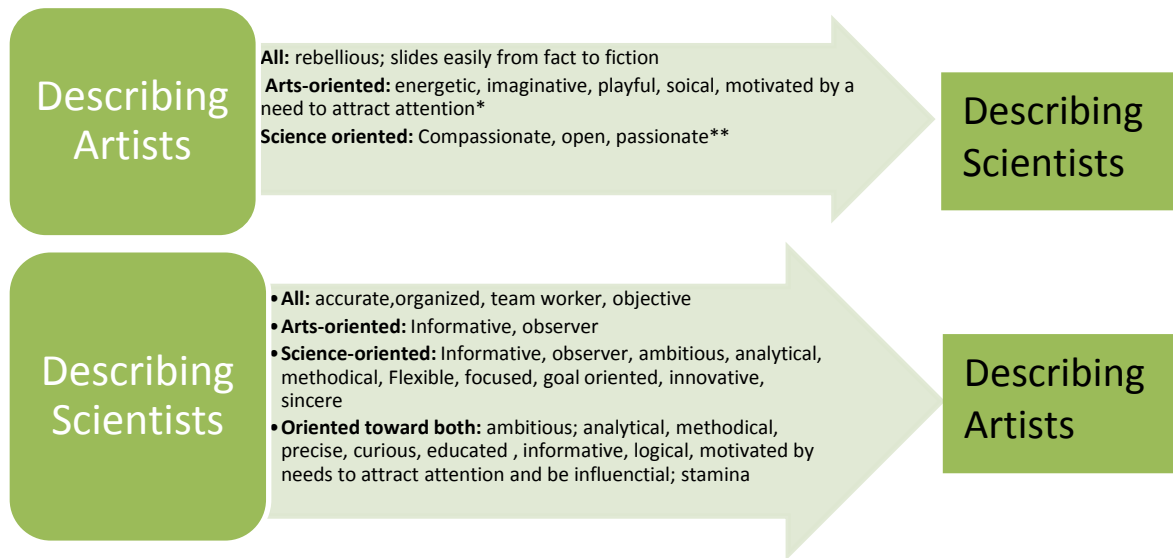 Describing
Artists
All: rebellious; slides easily from fact to fiction
Arts-oriented: energetic, imaginative, playful, soical, motivated by a
need to attract attention*
Science oriented: Compassionate, open, passionate**
Describing
Scientists
Describing
Scientists
•All: accurate,organized, team worker, objective
•Arts-oriented: Informative, observer
•Science-oriented: Informative, observer, ambitious, analytical,
methodical, Flexible, focused, goal oriented, innovative,
sincere
•Oriented toward both: ambitious; analytical, methodical,
precise, curious, educated , informative, logical, motivated by
needs to attract attention and be influenctial; stamina
Describing
Artists